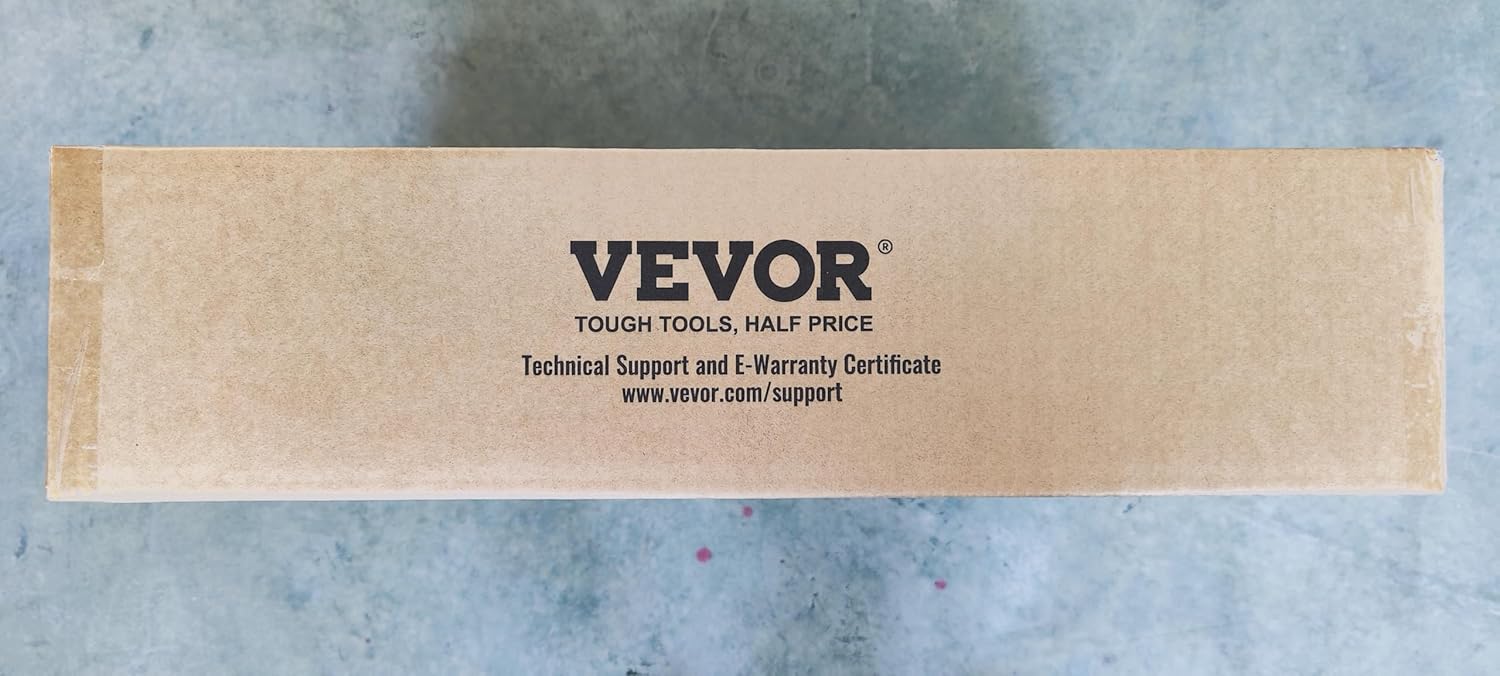 VEVOR®
TOUGH TOOLS, HALF PRICE
Technical Support and E-Warranty Certificate
www.vevor.com/support